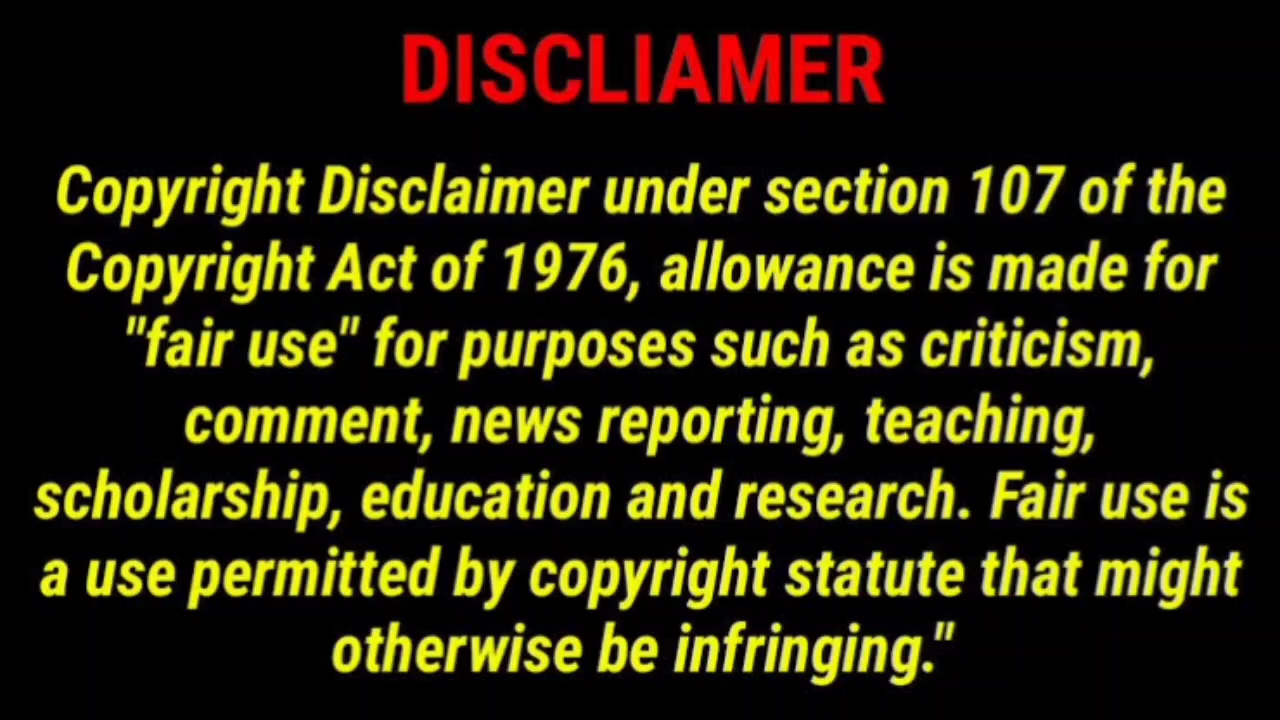 DISCLIAMER
Copyright Disclaimer under section 107 of the
Copyright Act of 1976, allowance is made for
"fair use" for purposes such as criticism,
comment, news reporting, teaching,
scholarship, education and research. Fair use is
a use permitted by copyright statute that might
otherwise be infringing."